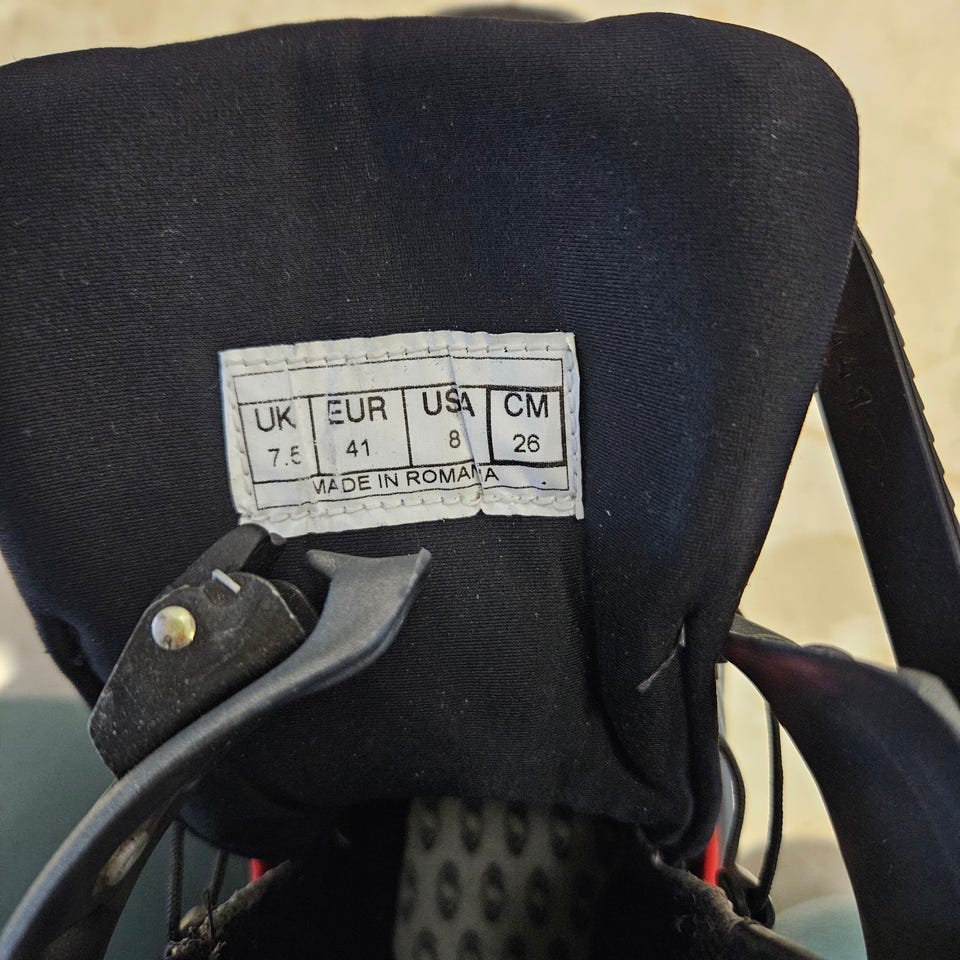 UK EUR USA CM
7.5 41 8 26
MADE IN ROMANIA